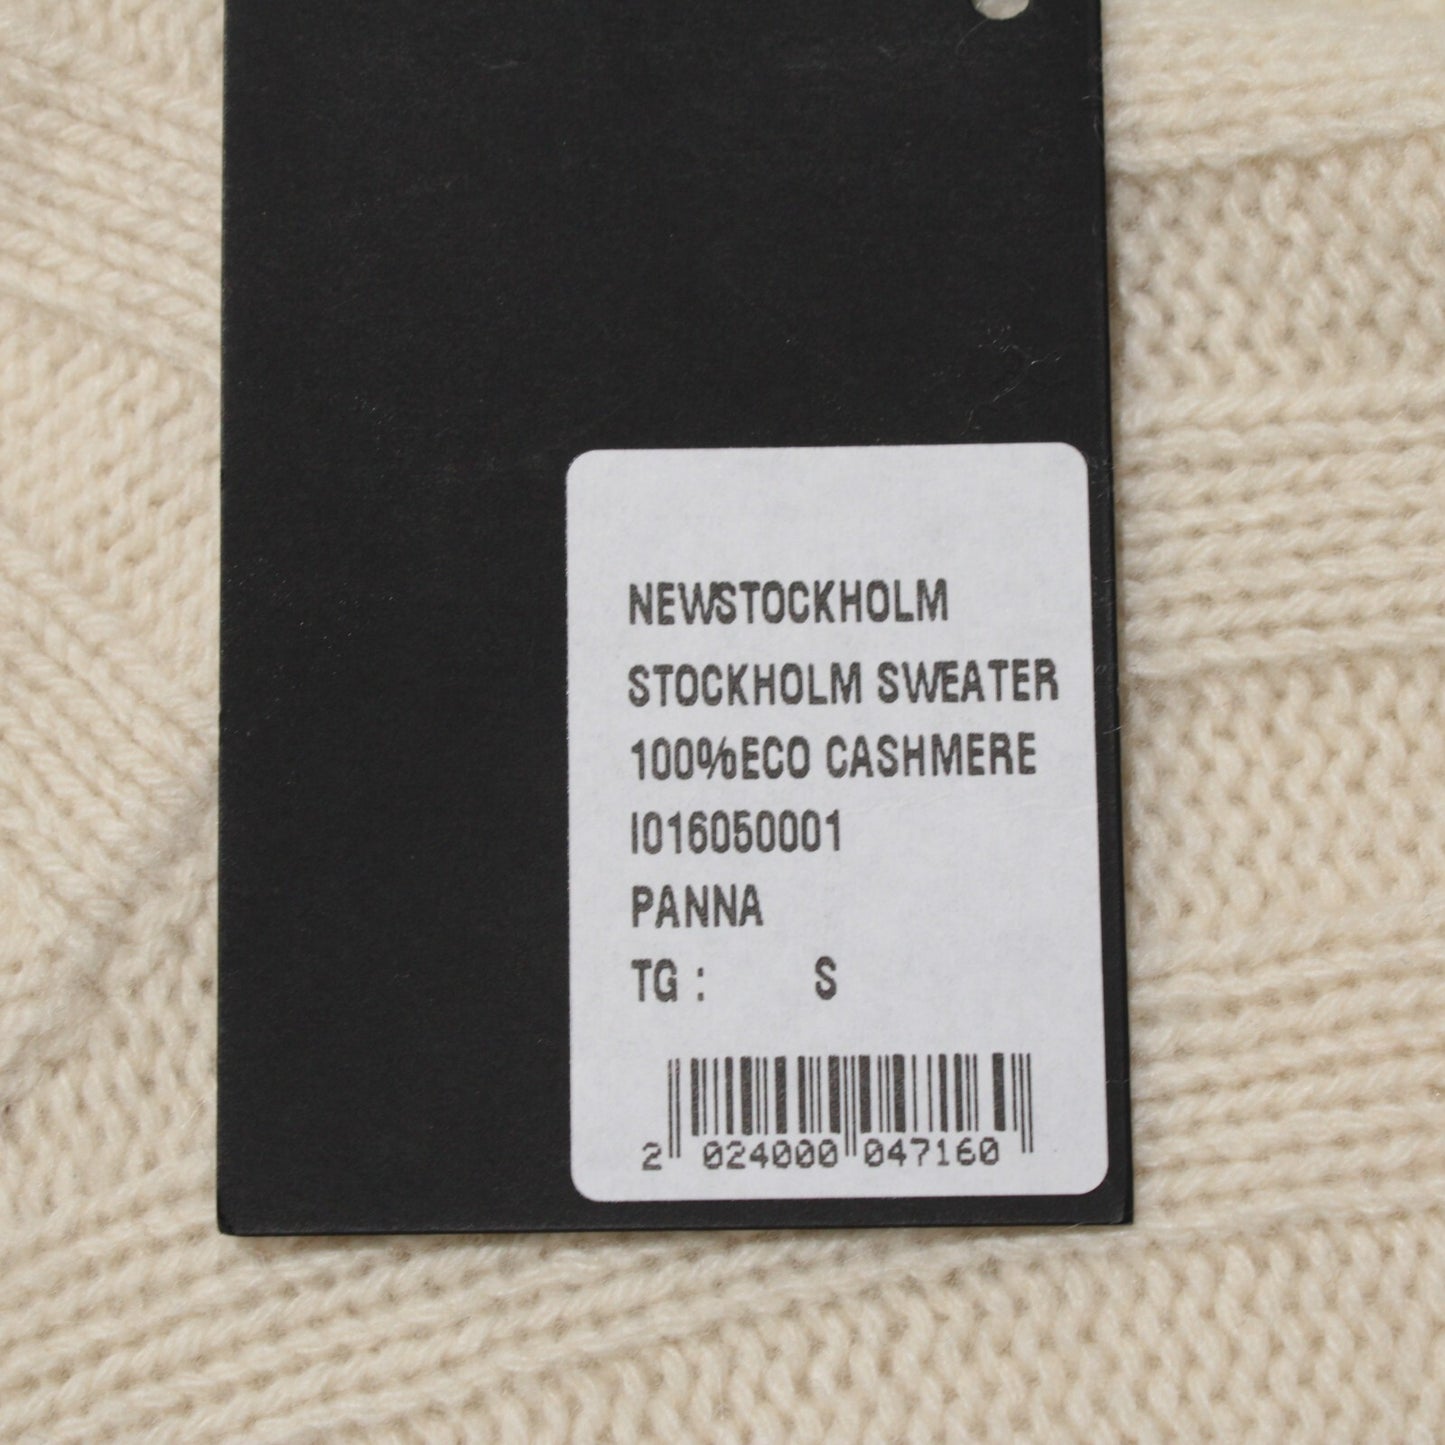 NEWSTOCKHOLM
STOCKHOLM SWEATER
100%ECO CASHMERE
I016050001
PANNA
TG : S
2 024000 047160